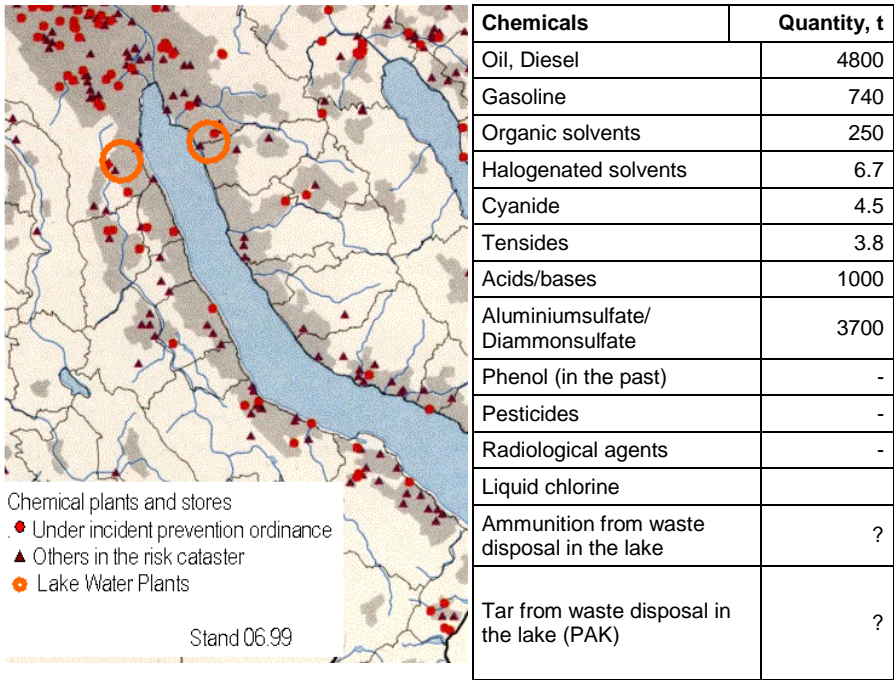 Chemicals Quantity, t
Oil, Diesel 4800
Gasoline 740
Organic solvents 250
Halogenated solvents 6.7
Cyanide 4.5
Tensides 3.8
Acids/bases 1000
Aluminiumsulfate/
Diammonsulfate 3700
Phenol (in the past) -
Pesticides -
Radiological agents -
Liquid chlorine
Ammunition from waste
disposal in the lake ?
Tar from waste disposal in
the lake (PAK) ?
Chemical plants and stores
Under incident prevention ordinance
Others in the risk cataster
Lake Water Plants
Stand 06.99